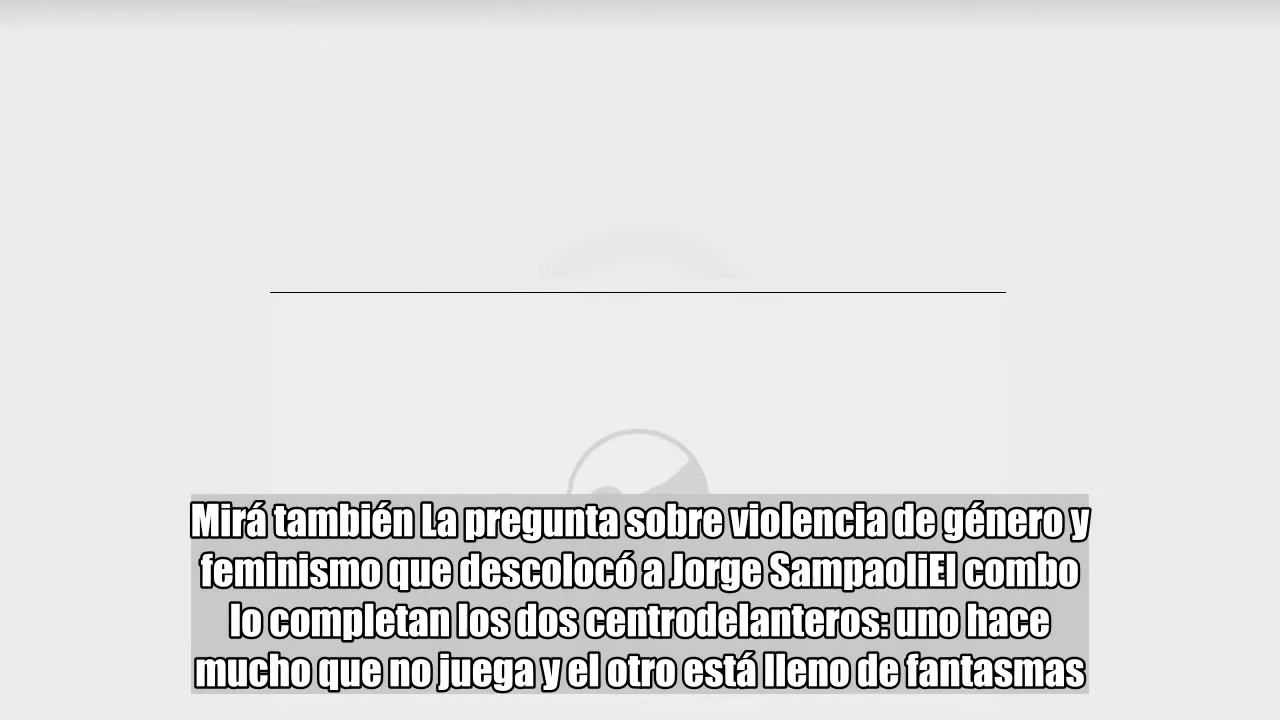 Mirá también La pregunta sobre violencia de género y
feminismo que descolocó a Jorge SampaoliEl combo
lo completan los dos centrodelanteros: uno hace
mucho que no juega y el otro está lleno de fantasmas